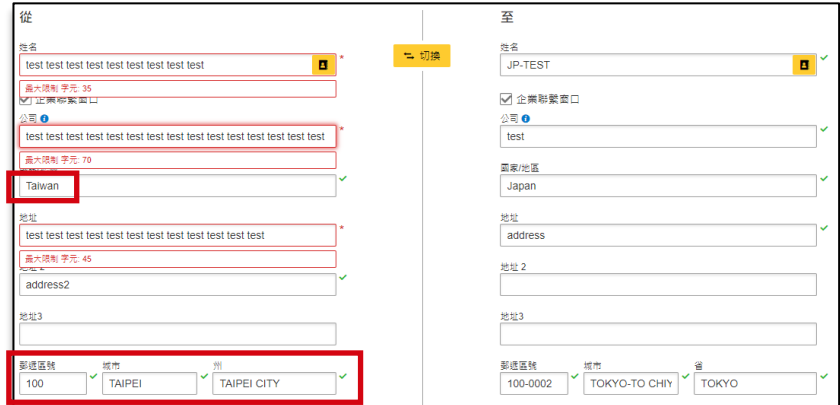 從
姓名
test test test test test test test test test
最大限制 字元: 35
企業聯繫窗口
公司
test test test test test test test test test test test test test test test
最大限制 字元: 70
Taiwan
地址
test test test test test test test test test test test test
最大限制 字元: 45
地址 2
address2
地址3
郵遞區號 城市 州
100 TAIPEI TAIPEI CITY
切換
至
姓名
JP-TEST
企業聯繫窗口
公司
test
國家/地區
Japan
地址
address
地址 2
地址3
郵遞區號 城市 省
100-0002 TOKYO-TO CHIY TOKYO